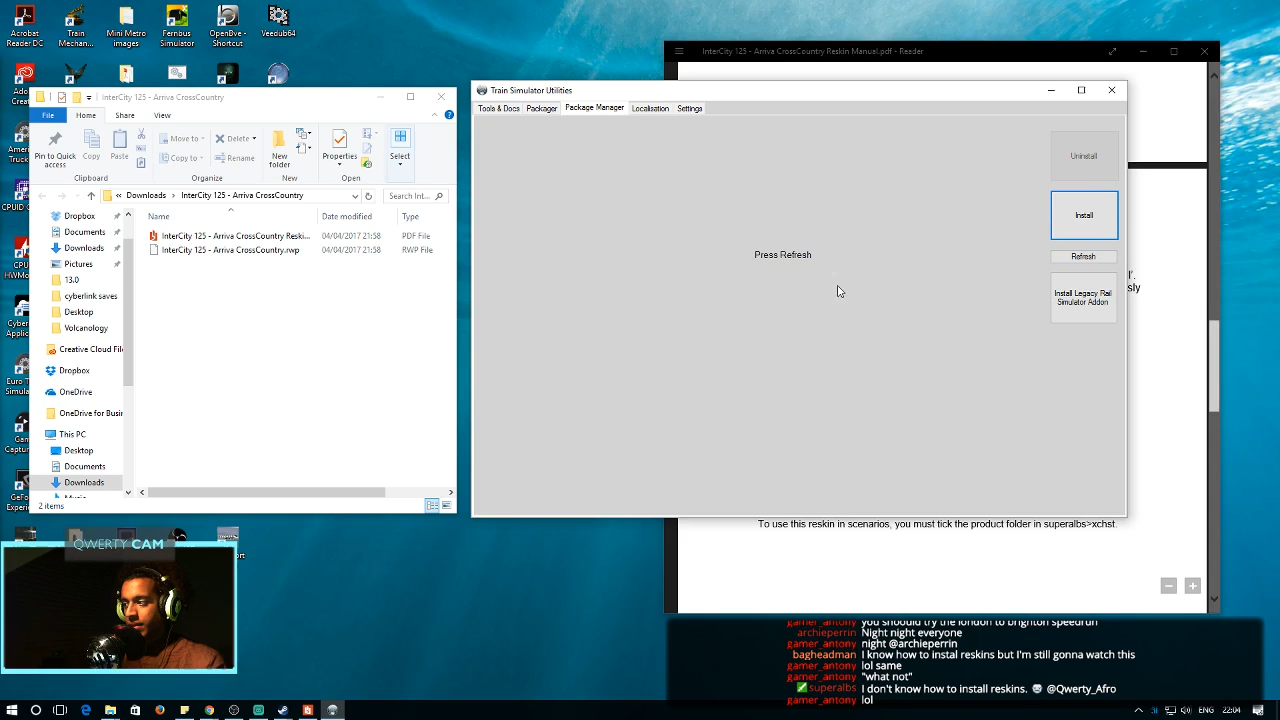 Acrobat
Reader DC
Train
Mechan...
Mini Metro
images
Fernbus
Simulator
OpenBve -
Shortcut
Veedub64
InterCity 125 - Arriva CrossCountry Reskin Manual.pdf - Reader
InterCity 125 - Arriva CrossCountry
File
Home
Share
View
Pin to Quick
access
Copy
Paste
Clipboard
Move to
Copy to
Delete
Rename
Organize
New
folder
New
Properties
Open
Select
Downloads
InterCity 125 - Arriva CrossCountry
Search Int...
Name
Date modified
Type
InterCity 125 - Arriva CrossCountry Reski...
04/04/2017 21:58
PDF File
InterCity 125 - Arriva CrossCountry.rwp
04/04/2017 21:58
RWP File
Dropbox
Documents
Downloads
Pictures
13.0
cyberlink saves
Desktop
Volcanology
Creative Cloud Fil
Dropbox
OneDrive
OneDrive for Busin
This PC
Desktop
Documents
Downloads
2 items
Train Simulator Utilities
Tools & Docs
Packager
Package Manager
Localisation
Settings
Press Refresh
Uninstall
Install
Refresh
Install Legacy Rail
Simulator Addon
l'.
sly
To use this reskin in scenarios, you must tick the product folder in superalbs>xchst.
QWERTY CAM
gamer_antony you shoould try the london to brighton speedrun
archieperrin Night night everyone
gamer_antony night @archieperrin
bagheadman I know how to instal reskins but I'm still gonna watch this
gamer_antony lol same
gamer_antony "what not"
superalbs I don't know how to install reskins. @Qwerty_Afro
gamer_antony lol
ENG
22:04